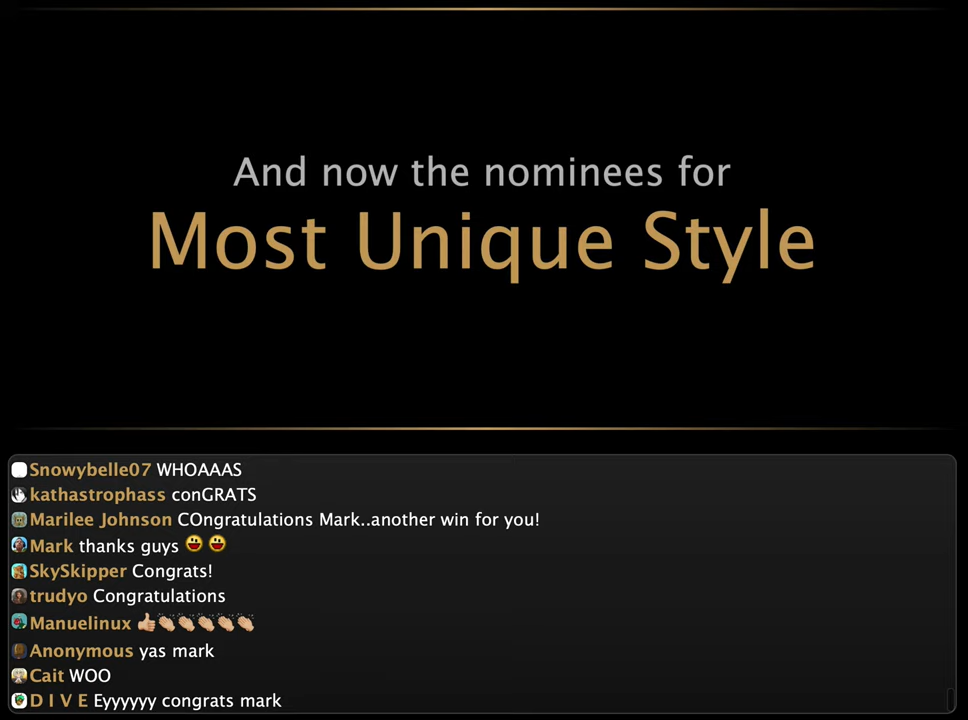 And now the nominees for
Most Unique Style
Snowybelle07 WHOAAAS
kathastrophass conGRATS
Marilee Johnson COngratulations Mark..another win for you!
Mark thanks guys 😃 😃
SkySkipper Congrats!
trudyo Congratulations
Manuelinux 👍👏👏👏👏👏
Anonymous yas mark
Cait WOO
D I V E Eyyyyyy congrats mark